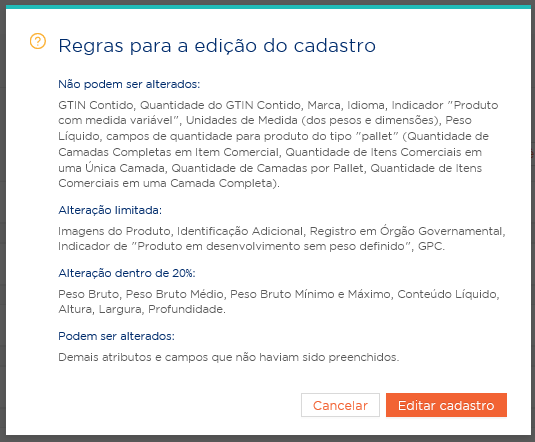 Regras para a edição do cadastro
Não podem ser alterados:
GTIN Contido, Quantidade do GTIN Contido, Marca, Idioma, Indicador "Produto
com medida variável", Unidades de Medida (dos pesos e dimensões), Peso
Líquido, campos de quantidade para produto do tipo "pallet" (Quantidade de
Camadas Completas em Item Comercial, Quantidade de Itens Comerciais em
uma Única Camada, Quantidade de Camadas por Pallet, Quantidade de Itens
Comerciais em uma Camada Completa).
Alteração limitada:
Imagens do Produto, Identificação Adicional, Registro em Órgão Governamental,
Indicador de "Produto em desenvolvimento sem peso definido", GPC.
Alteração dentro de 20%:
Peso Bruto, Peso Bruto Médio, Peso Bruto Mínimo e Máximo, Conteúdo Líquido,
Altura, Largura, Profundidade.
Podem ser alterados:
Demais atributos e campos que não haviam sido preenchidos.
Cancelar Editar cadastro